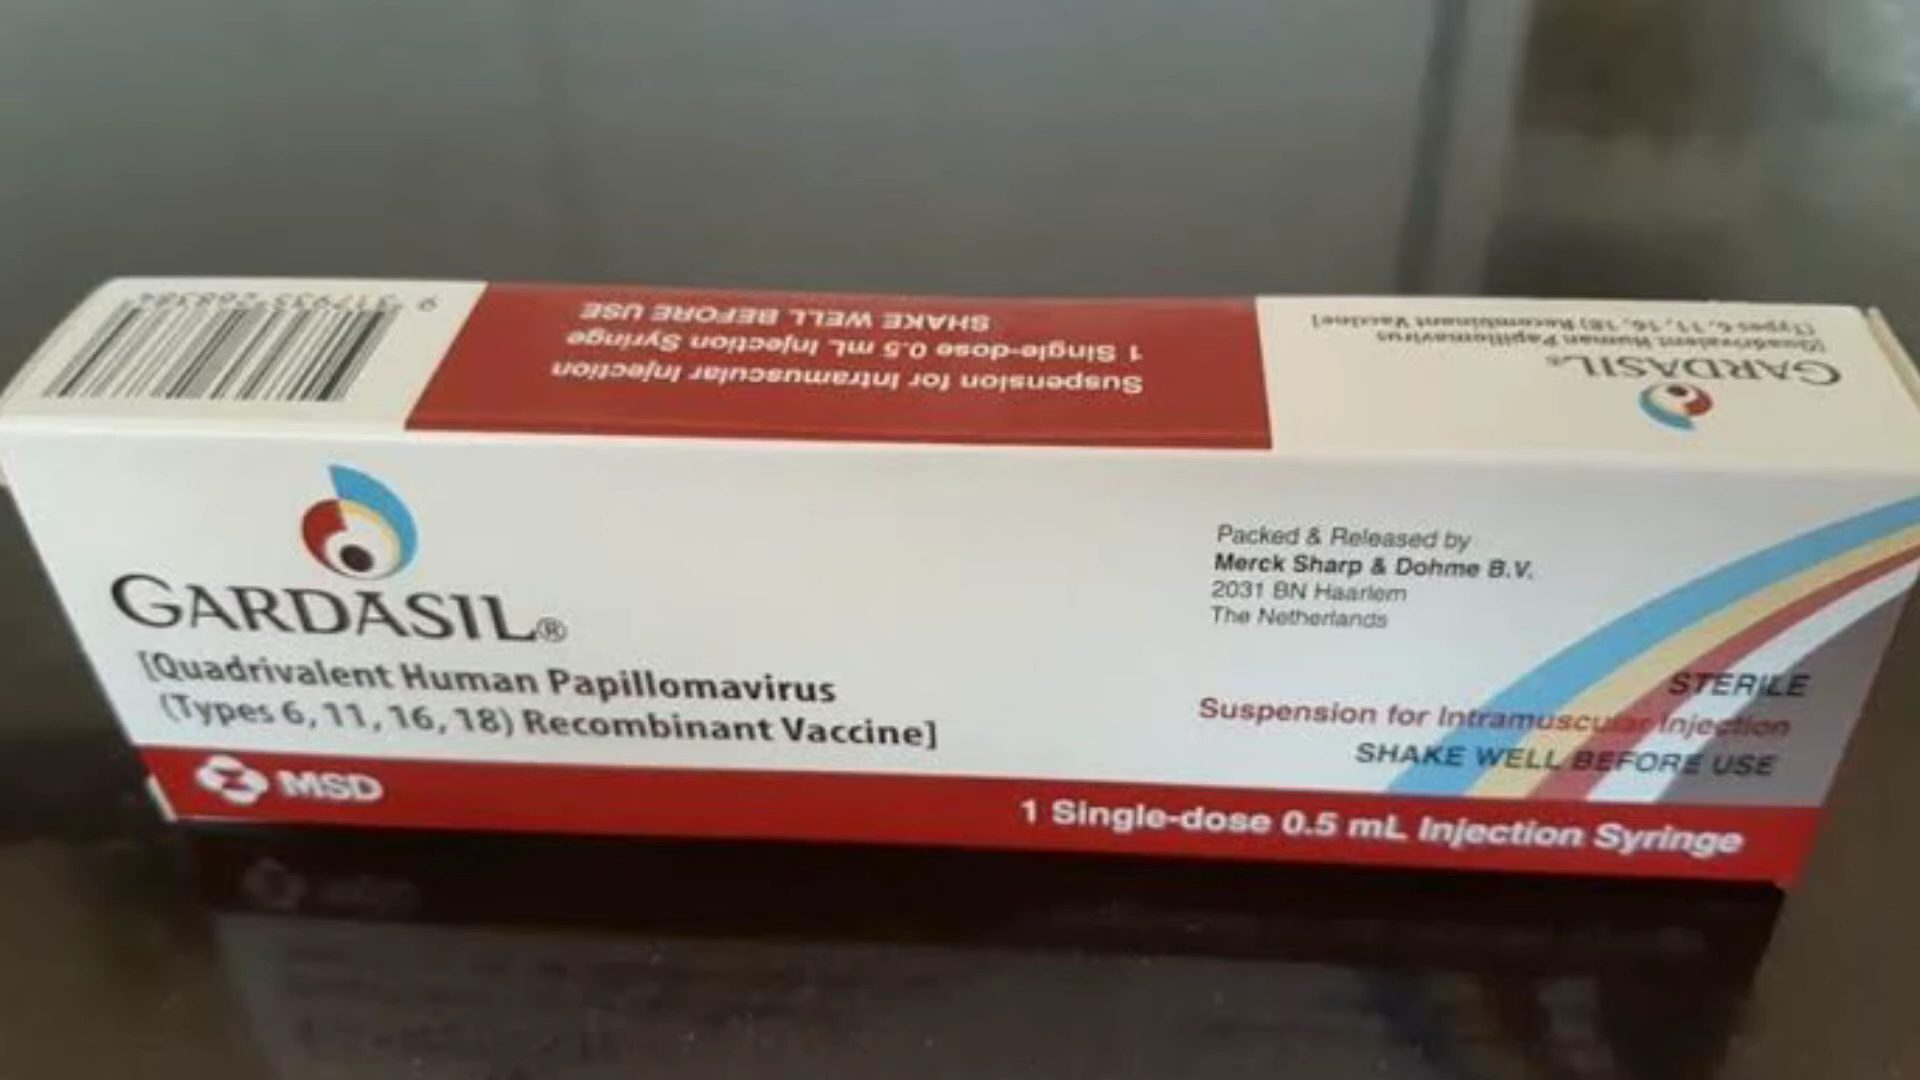 9 317935 268384
SHAKE WELL BEFORE USE
1 Single-dose 0.5 mL Injection Syringe
Suspension for Intramuscular Injection
GARDASIL®
[Quadrivalent Human Papillomavirus
(Types 6, 11, 16, 18) Recombinant Vaccine]
GARDASIL®
[Quadrivalent Human Papillomavirus
(Types 6, 11, 16, 18) Recombinant Vaccine]
MSD
Packed & Released by
Merck Sharp & Dohme B.V.
2031 BN Haarlem
The Netherlands
STERILE
Suspension for Intramuscular Injection
SHAKE WELL BEFORE USE
1 Single-dose 0.5 mL Injection Syringe